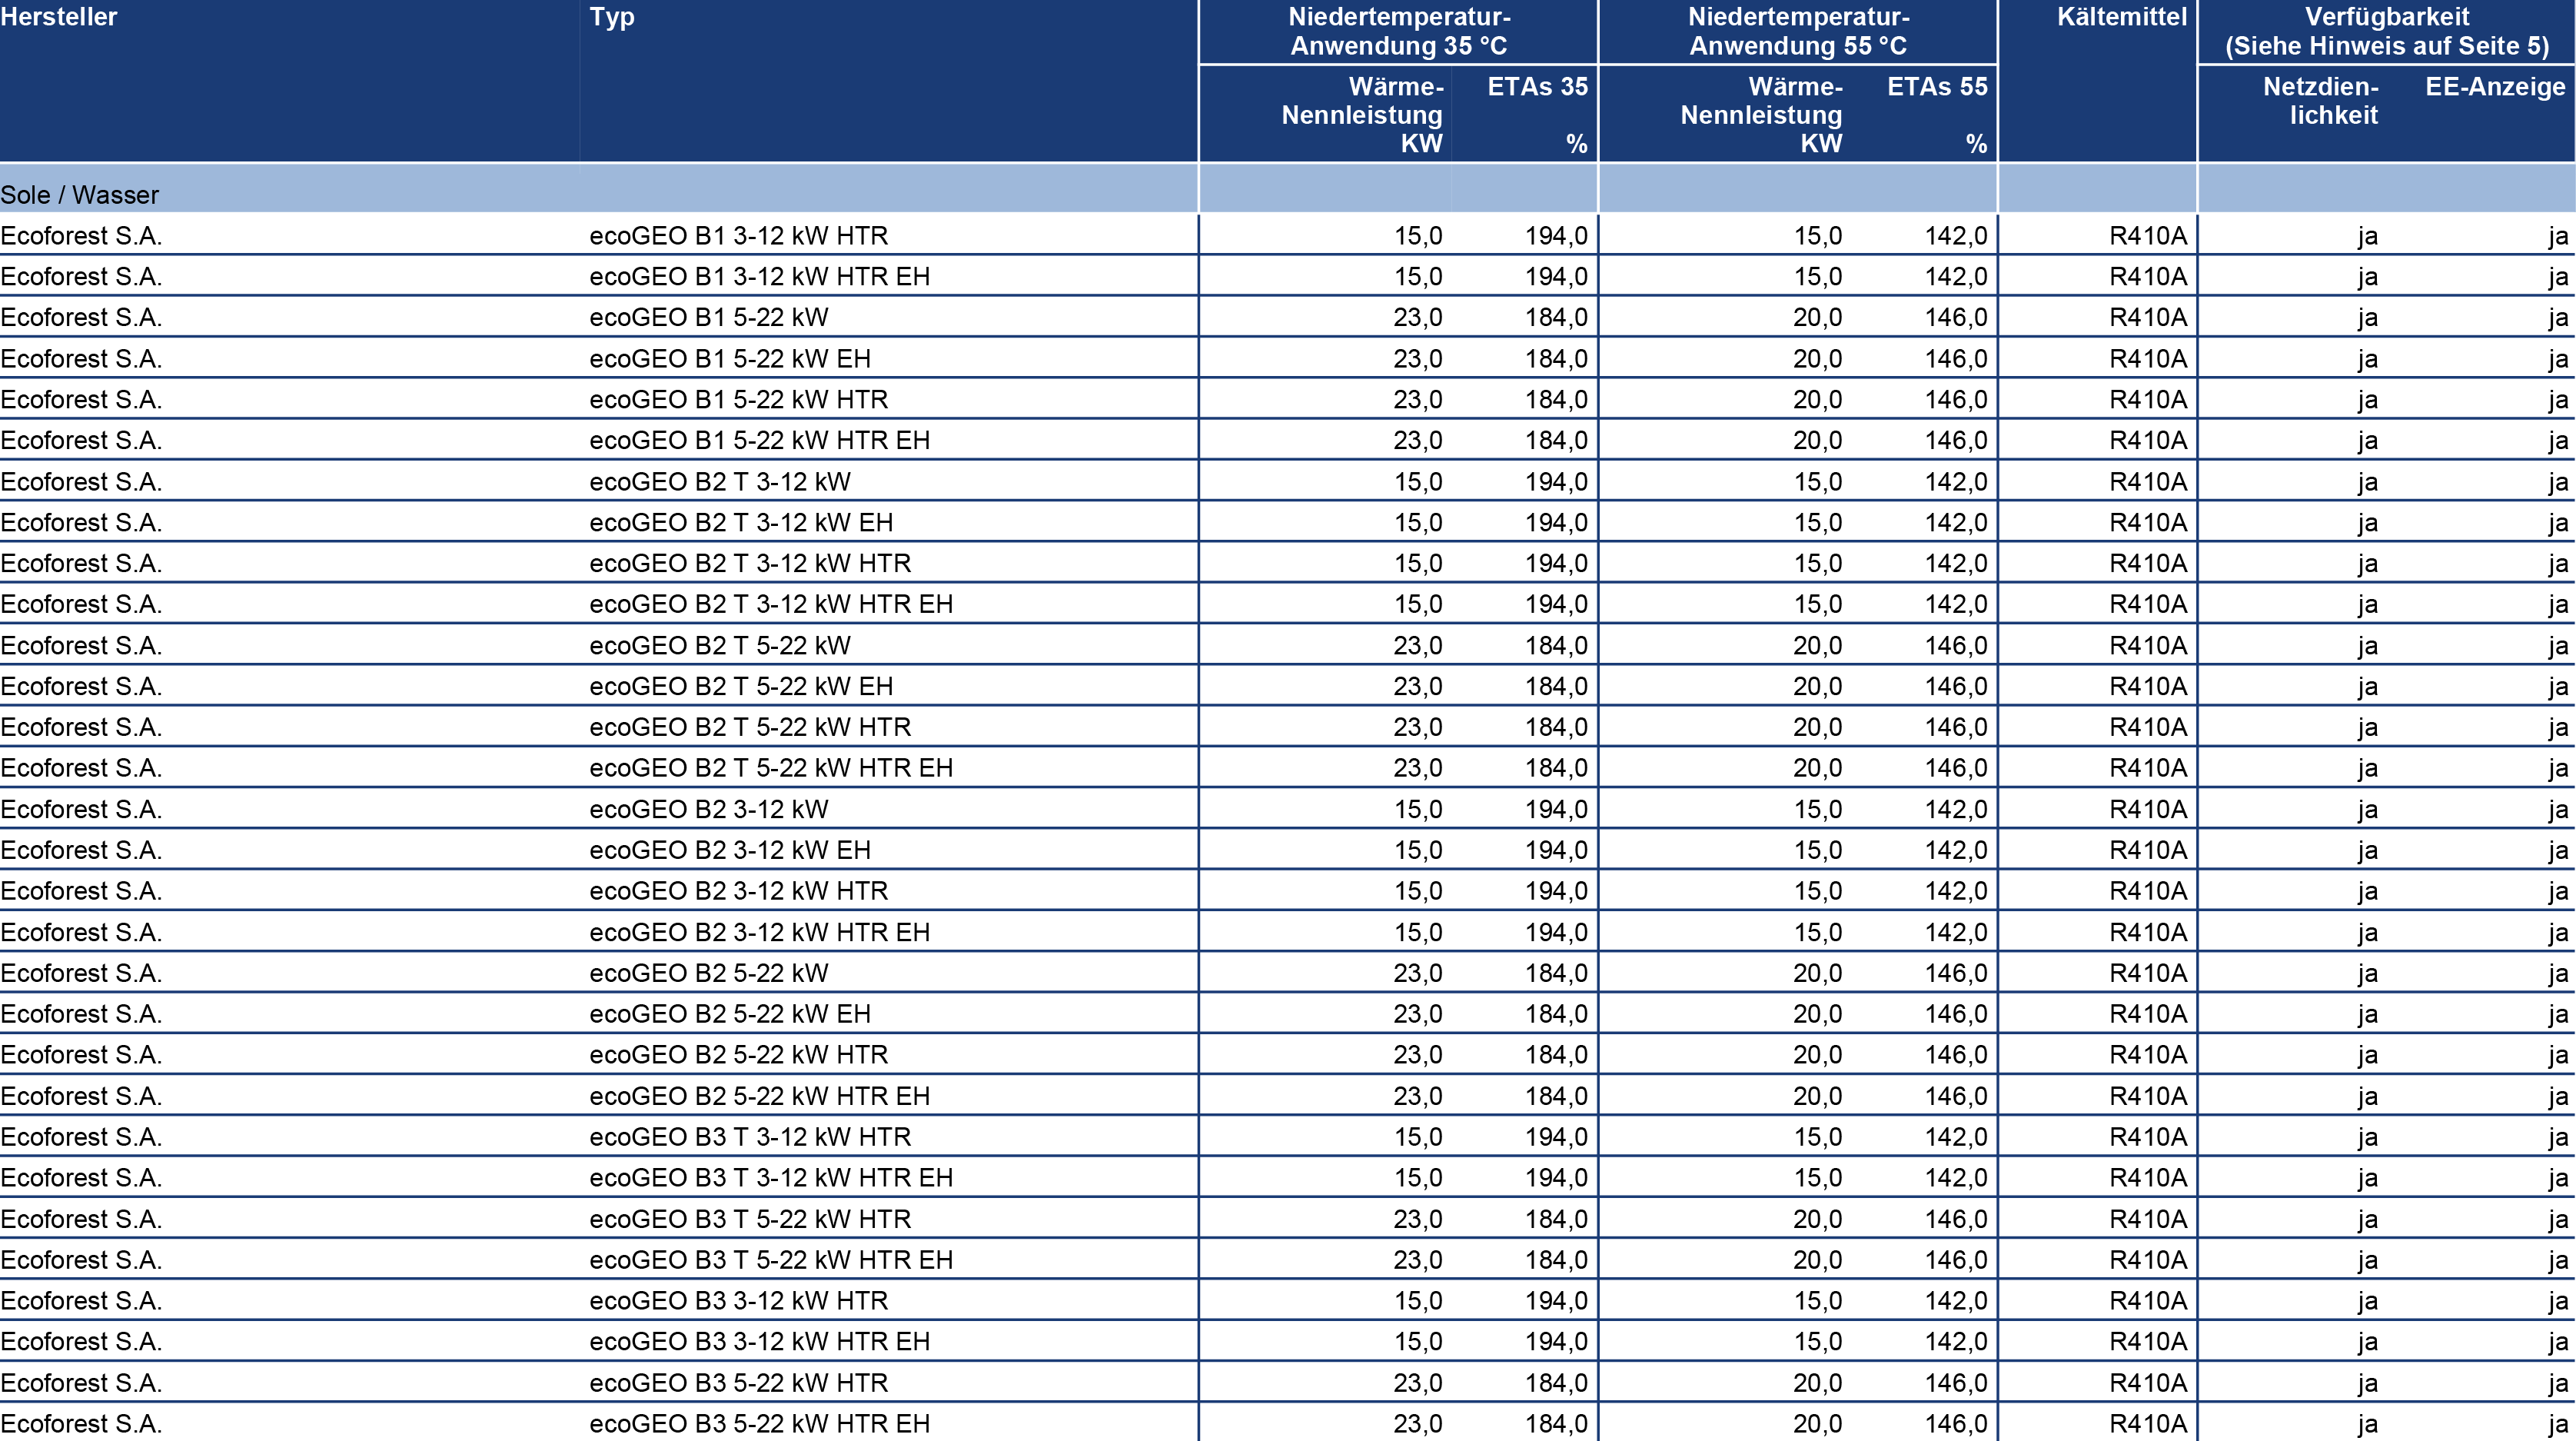 Hersteller Typ Niedertemperatur- Niedertemperatur- Kältemittel Verfügbarkeit
Anwendung 35 °C Anwendung 55 °C (Siehe Hinweis auf Seite 5)
Wärme- ETAs 35 Wärme- ETAs 55 Netzdien- EE-Anzeige
Nennleistung Nennleistung lichkeit
KW % KW %
Sole / Wasser
Ecoforest S.A. ecoGEO B1 3-12 kW HTR 15,0 194,0 15,0 142,0 R410A ja ja
Ecoforest S.A. ecoGEO B1 3-12 kW HTR EH 15,0 194,0 15,0 142,0 R410A ja ja
Ecoforest S.A. ecoGEO B1 5-22 kW 23,0 184,0 20,0 146,0 R410A ja ja
Ecoforest S.A. ecoGEO B1 5-22 kW EH 23,0 184,0 20,0 146,0 R410A ja ja
Ecoforest S.A. ecoGEO B1 5-22 kW HTR 23,0 184,0 20,0 146,0 R410A ja ja
Ecoforest S.A. ecoGEO B1 5-22 kW HTR EH 23,0 184,0 20,0 146,0 R410A ja ja
Ecoforest S.A. ecoGEO B2 T 3-12 kW 15,0 194,0 15,0 142,0 R410A ja ja
Ecoforest S.A. ecoGEO B2 T 3-12 kW EH 15,0 194,0 15,0 142,0 R410A ja ja
Ecoforest S.A. ecoGEO B2 T 3-12 kW HTR 15,0 194,0 15,0 142,0 R410A ja ja
Ecoforest S.A. ecoGEO B2 T 3-12 kW HTR EH 15,0 194,0 15,0 142,0 R410A ja ja
Ecoforest S.A. ecoGEO B2 T 5-22 kW 23,0 184,0 20,0 146,0 R410A ja ja
Ecoforest S.A. ecoGEO B2 T 5-22 kW EH 23,0 184,0 20,0 146,0 R410A ja ja
Ecoforest S.A. ecoGEO B2 T 5-22 kW HTR 23,0 184,0 20,0 146,0 R410A ja ja
Ecoforest S.A. ecoGEO B2 T 5-22 kW HTR EH 23,0 184,0 20,0 146,0 R410A ja ja
Ecoforest S.A. ecoGEO B2 3-12 kW 15,0 194,0 15,0 142,0 R410A ja ja
Ecoforest S.A. ecoGEO B2 3-12 kW EH 15,0 194,0 15,0 142,0 R410A ja ja
Ecoforest S.A. ecoGEO B2 3-12 kW HTR 15,0 194,0 15,0 142,0 R410A ja ja
Ecoforest S.A. ecoGEO B2 3-12 kW HTR EH 15,0 194,0 15,0 142,0 R410A ja ja
Ecoforest S.A. ecoGEO B2 5-22 kW 23,0 184,0 20,0 146,0 R410A ja ja
Ecoforest S.A. ecoGEO B2 5-22 kW EH 23,0 184,0 20,0 146,0 R410A ja ja
Ecoforest S.A. ecoGEO B2 5-22 kW HTR 23,0 184,0 20,0 146,0 R410A ja ja
Ecoforest S.A. ecoGEO B2 5-22 kW HTR EH 23,0 184,0 20,0 146,0 R410A ja ja
Ecoforest S.A. ecoGEO B3 T 3-12 kW HTR 15,0 194,0 15,0 142,0 R410A ja ja
Ecoforest S.A. ecoGEO B3 T 3-12 kW HTR EH 15,0 194,0 15,0 142,0 R410A ja ja
Ecoforest S.A. ecoGEO B3 T 5-22 kW HTR 23,0 184,0 20,0 146,0 R410A ja ja
Ecoforest S.A. ecoGEO B3 T 5-22 kW HTR EH 23,0 184,0 20,0 146,0 R410A ja ja
Ecoforest S.A. ecoGEO B3 3-12 kW HTR 15,0 194,0 15,0 142,0 R410A ja ja
Ecoforest S.A. ecoGEO B3 3-12 kW HTR EH 15,0 194,0 15,0 142,0 R410A ja ja
Ecoforest S.A. ecoGEO B3 5-22 kW HTR 23,0 184,0 20,0 146,0 R410A ja ja
Ecoforest S.A. ecoGEO B3 5-22 kW HTR EH 23,0 184,0 20,0 146,0 R410A ja ja